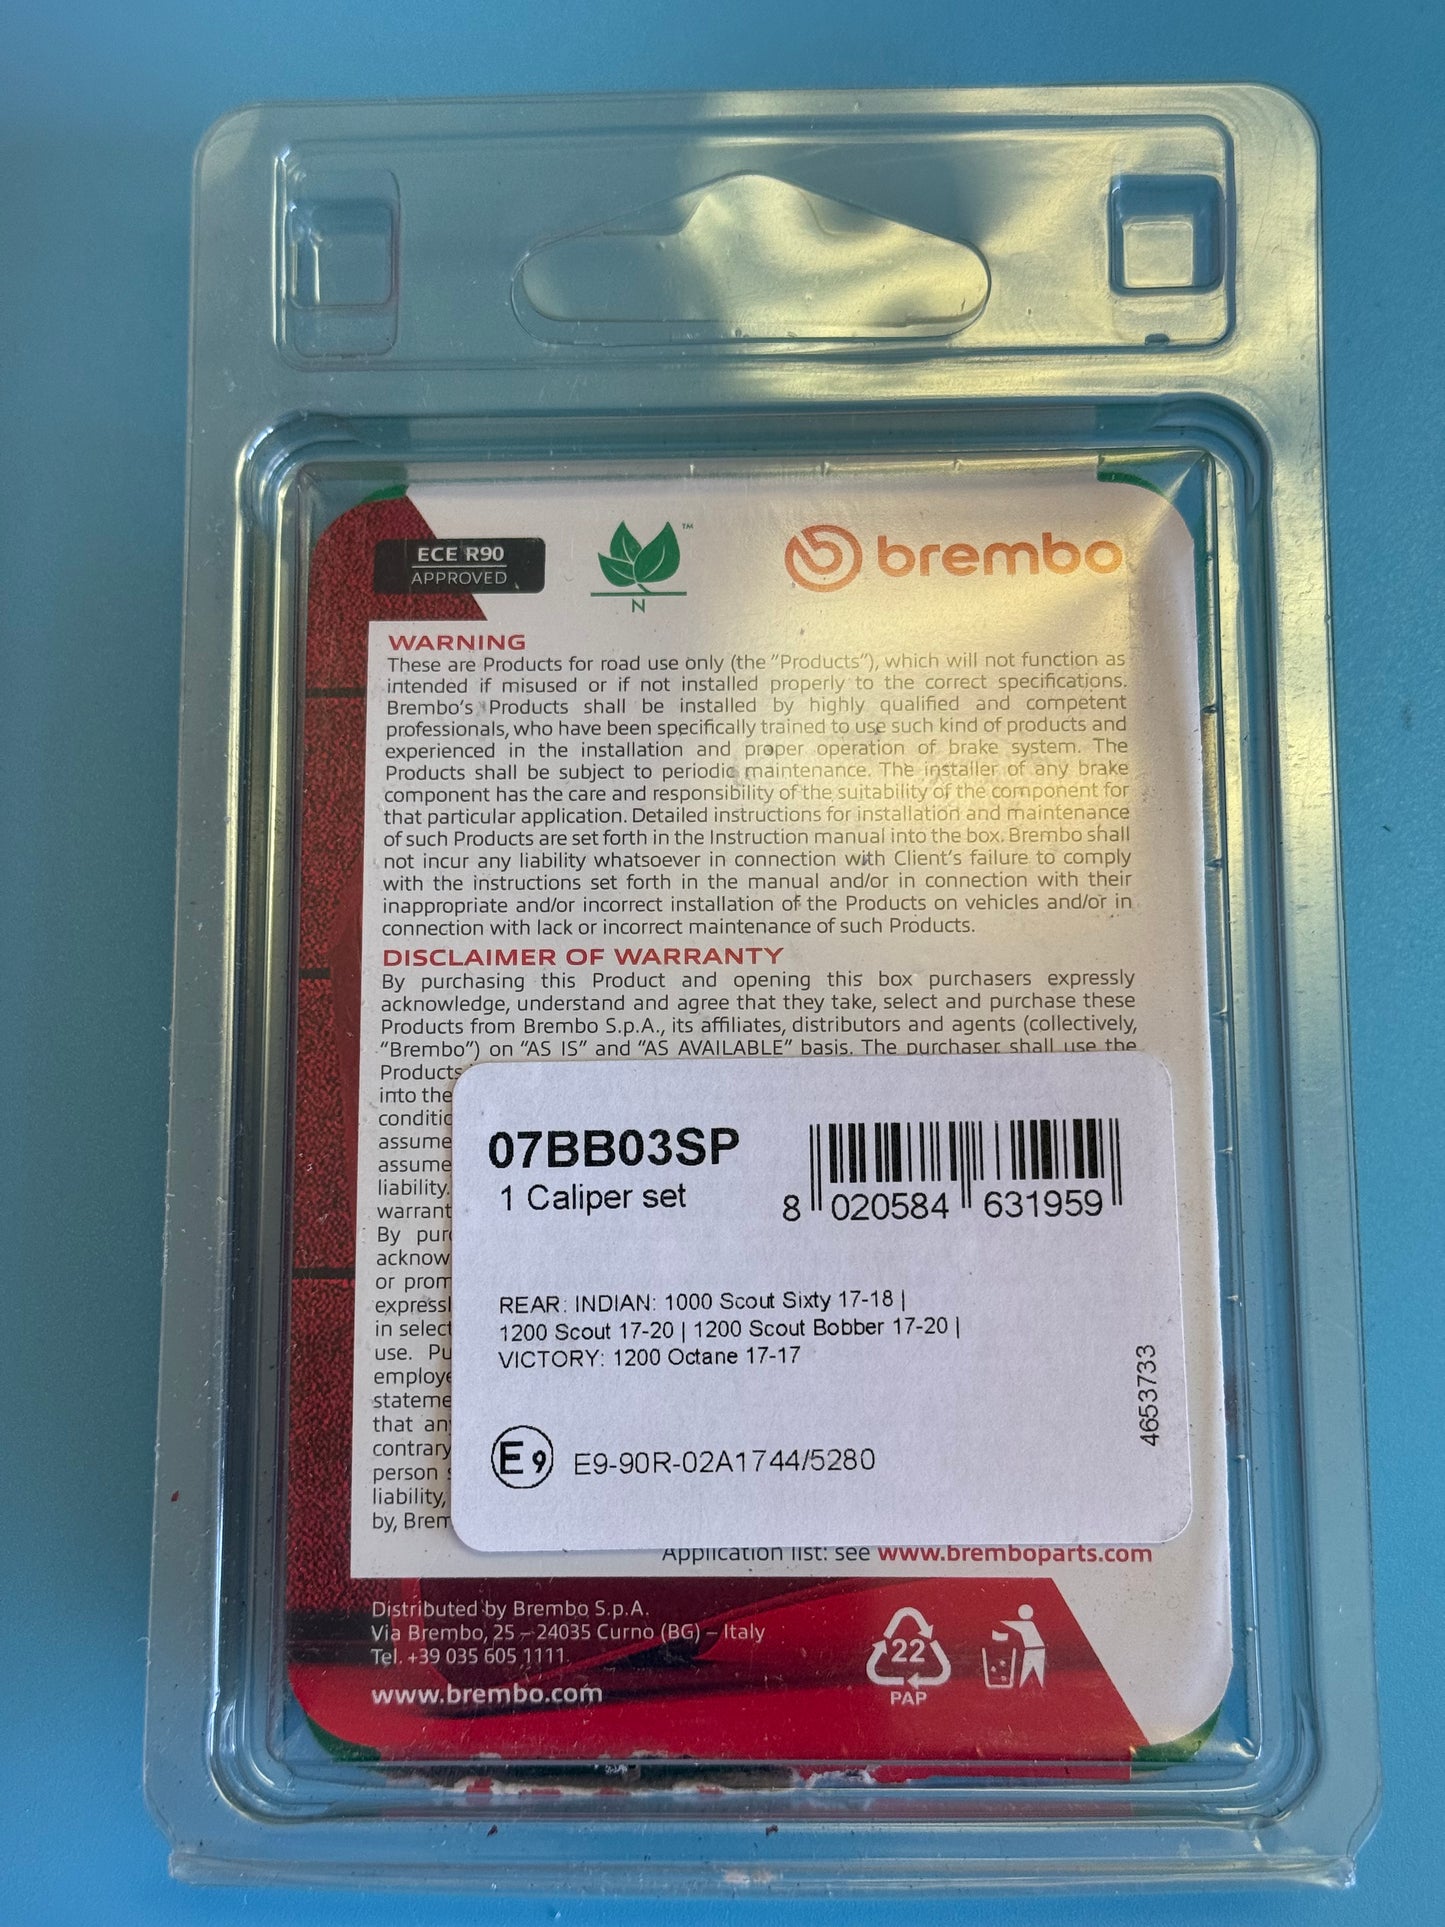 ECE R90
APPROVED
™
N
brembo
WARNING
These are Products for road use only (the "Products"), which will not function as
intended if misused or if not installed properly to the correct specifications.
Brembo's Products shall be installed by highly qualified and competent
professionals, who have been specifically trained to use such kind of products and
experienced in the installation and proper operation of brake system. The
Products shall be subject to periodic maintenance. The installer of any brake
component has the care and responsibility of the suitability of the component for
that particular application. Detailed instructions for installation and maintenance
of such Products are set forth in the Instruction manual into the box. Brembo shall
not incur any liability whatsoever in connection with Client's failure to comply
with the instructions set forth in the manual and/or in connection with their
inappropriate and/or incorrect installation of the Products on vehicles and/or in
connection with lack or incorrect maintenance of such Products.
DISCLAIMER OF WARRANTY
By purchasing this Product and opening this box purchasers expressly
acknowledge, understand and agree that they take, select and purchase these
Products from Brembo S.p.A., its affiliates, distributors and agents (collectively,
"Brembo") on "AS IS" and "AS AVAILABLE" basis. The purchaser shall use the
Products
into the
assume
assume
liability.
warrant
By
or
in select
use.
that
contrary
person
liability,
by,
07BB03SP
1 Caliper set
8 020584 631959
REAR: INDIAN: 1000 Scout Sixty 17-18 |
1200 Scout 17-20 | 1200 Scout Bobber 17-20 |
VICTORY: 1200 Octane 17-17
4653733
E9 E9-90R-02A1744/5280
Application list: see www.bremboparts.com
Distributed by Brembo S.p.A.
Via Brembo, 25 – 24035 Curno (BG) – Italy
Tel. +39 035 605 1111
www.brembo.com
22
PAP